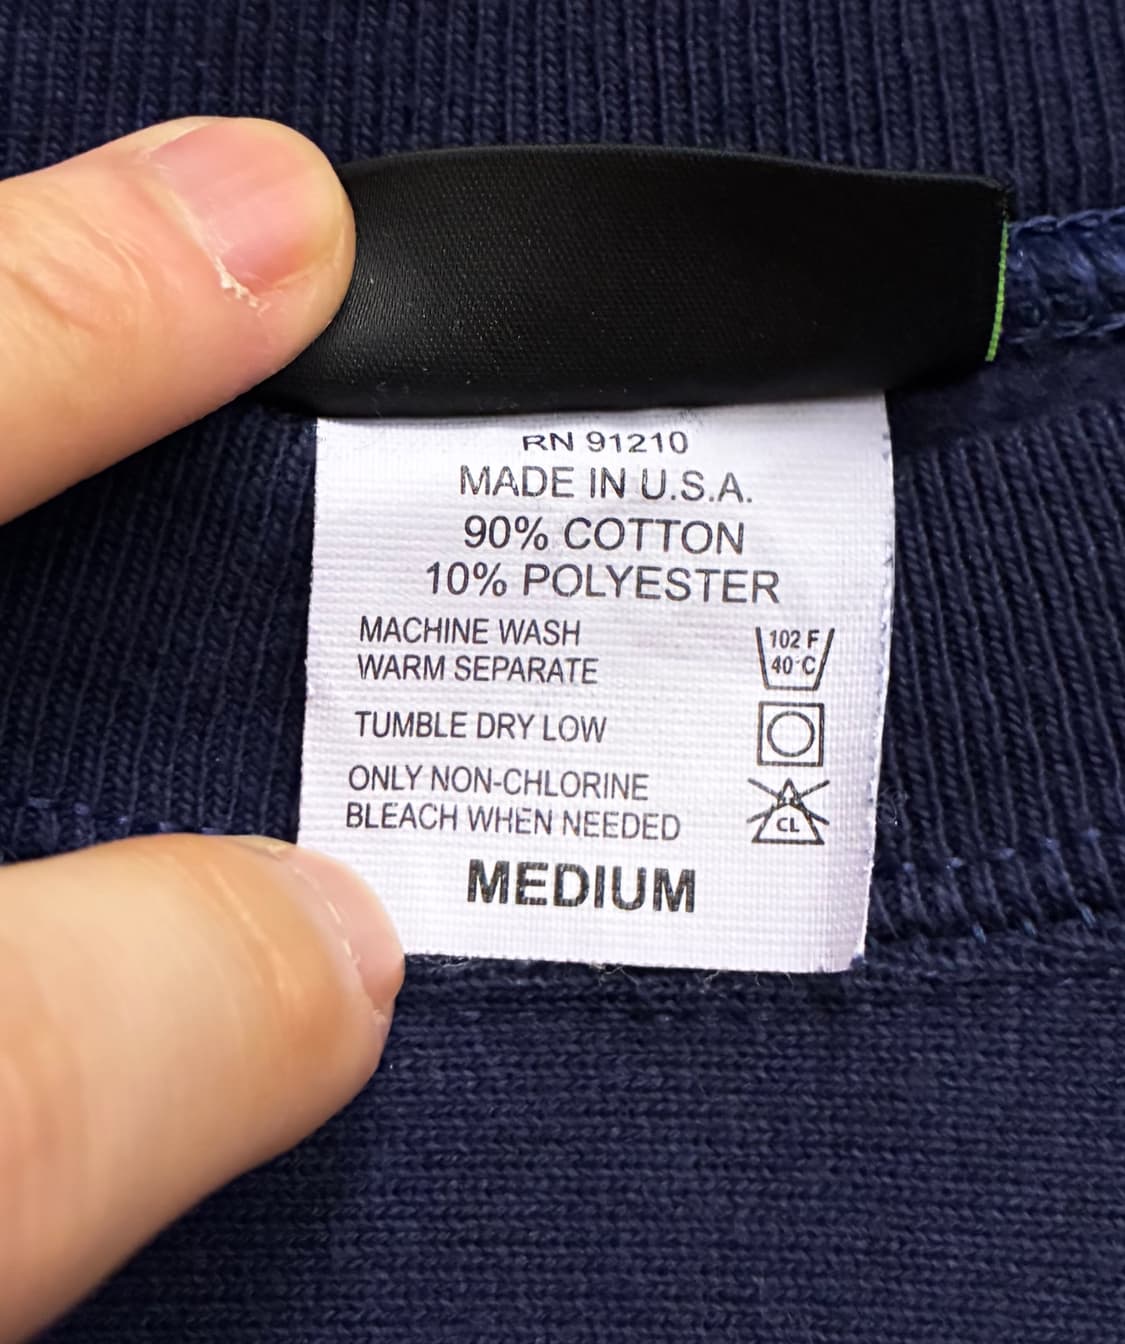 RN 91210
MADE IN U.S.A.
90% COTTON
10% POLYESTER
MACHINE WASH
WARM SEPARATE
102 F
40°C
TUMBLE DRY LOW
ONLY NON-CHLORINE
BLEACH WHEN NEEDED
CL
MEDIUM